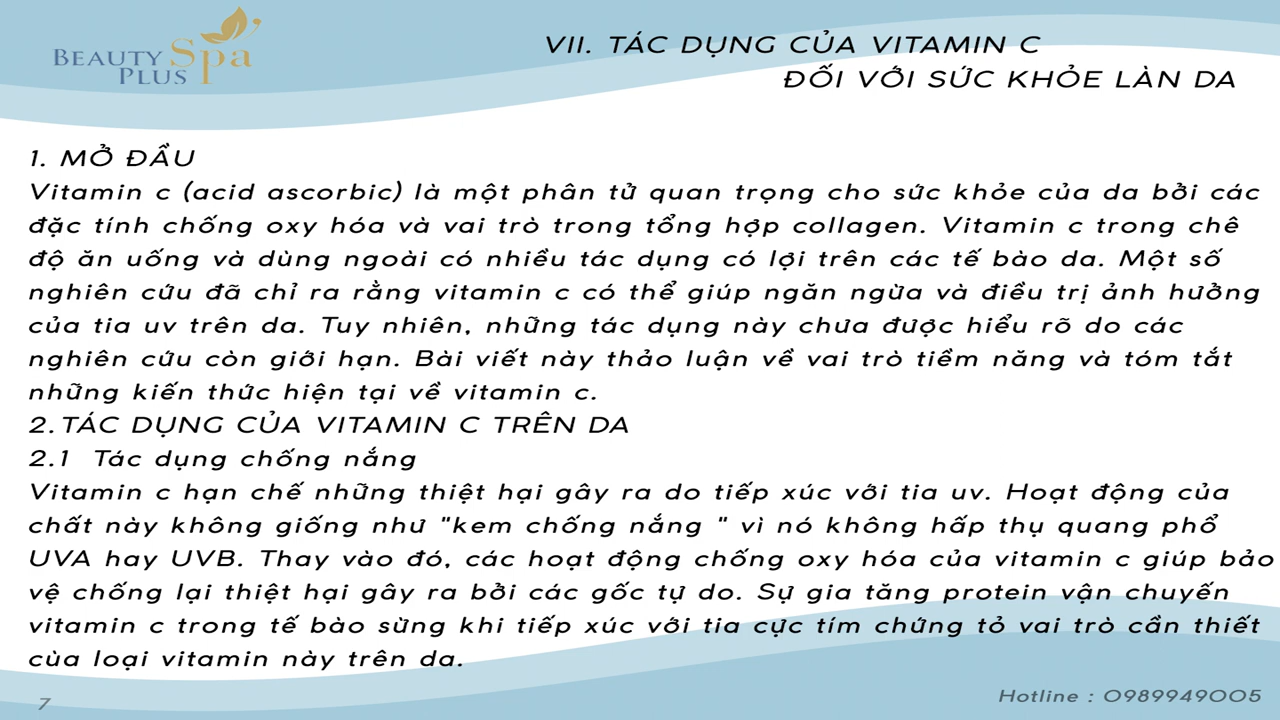 BEAUTY Spa
PLUS
VII. TÁC DỤNG CỦA VITAMIN C
ĐỐI VỚI SỨC KHỎE LÀN DA
1. MỞ ĐẦU
Vitamin c (acid ascorbic) là một phân tử quan trọng cho sức khỏe của da bởi các
đặc tính chống oxy hóa và vai trò trong tổng hợp collagen. Vitamin c trong chê
độ ăn uống và dùng ngoài có nhiều tác dụng có lợi trên các tế bào da. Một số
nghiên cứu đã chỉ ra rằng vitamin c có thể giúp ngăn ngừa và điều trị ảnh hưởng
của tia uv trên da. Tuy nhiên, những tác dụng này chưa được hiểu rõ do các
nghiên cứu còn giới hạn. Bài viết này thảo luận về vai trò tiềm năng và tóm tắt
những kiến thức hiện tại về vitamin c.
2.TÁC DỤNG CỦA VITAMIN C TRÊN DA
2.1 Tác dụng chống nắng
Vitamin c hạn chế những thiệt hại gây ra do tiếp xúc với tia uv. Hoạt động của
chất này không giống như "kem chống nắng " vì nó không hấp thụ quang phổ
UVA hay UVB. Thay vào đó, các hoạt động chống oxy hóa của vitamin c giúp bảo
vệ chống lại thiệt hại gây ra bởi các gốc tự do. Sự gia tăng protein vận chuyển
vitamin c trong tế bào sừng khi tiếp xúc với tia cực tím chứng tỏ vai trò cần thiết
cùa loại vitamin này trên da.
7
Hotline : 0989949005